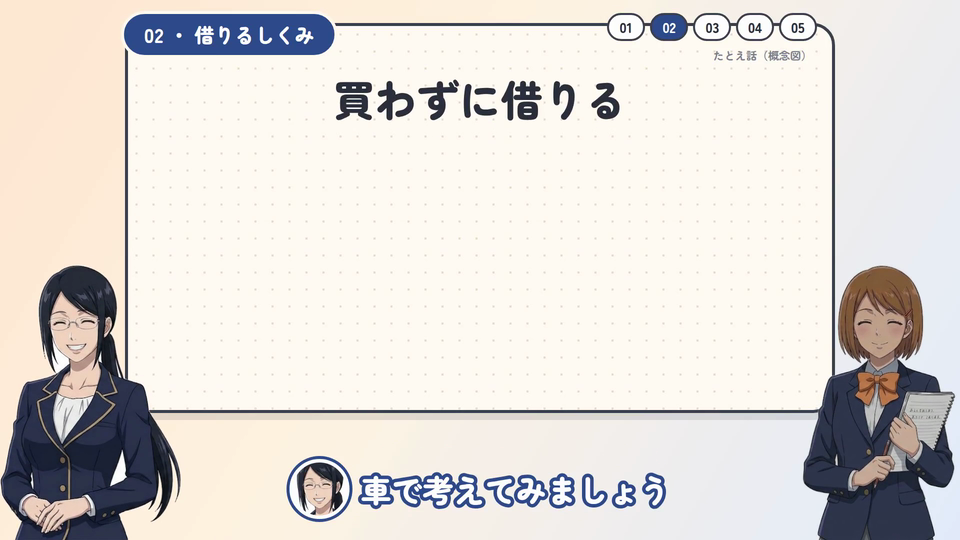 02 ・ 借りるしくみ
01 02 03 04 05
たとえ話（概念図）
買わずに借りる
車で考えてみましょう